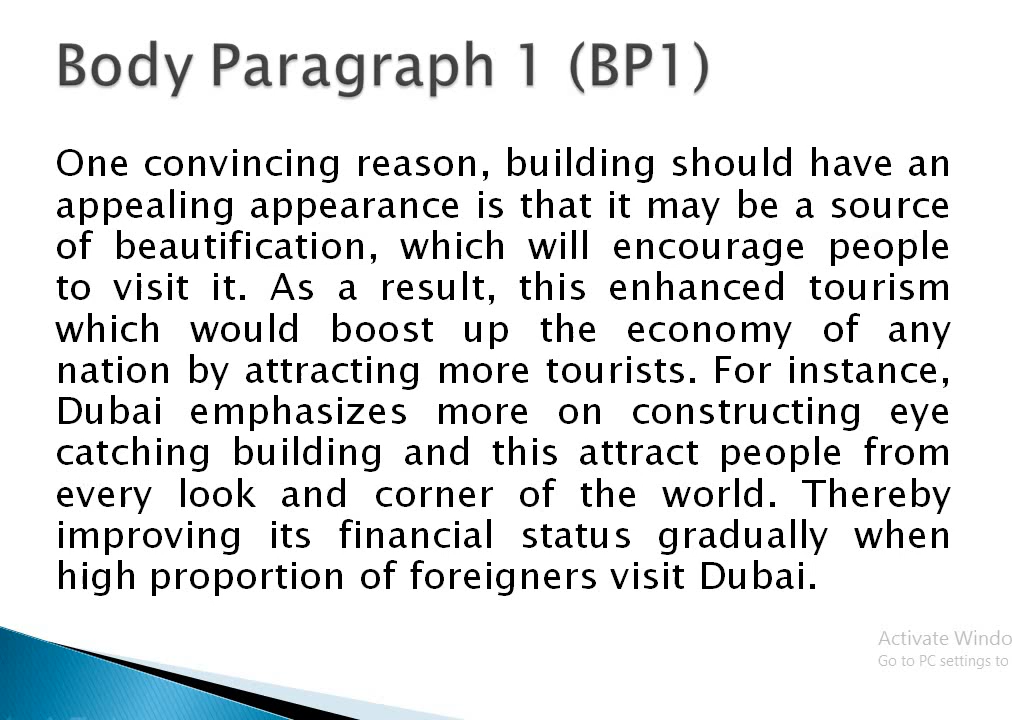 Body Paragraph 1 (BP1)
One convincing reason, building should have an
appealing appearance is that it may be a source
of beautification, which will encourage people
to visit it. As a result, this enhanced tourism
which would boost up the economy of any
nation by attracting more tourists. For instance,
Dubai emphasizes more on constructing eye
catching building and this attract people from
every look and corner of the world. Thereby
improving its financial status gradually when
high proportion of foreigners visit Dubai.
Activate Windo
Go to PC settings to